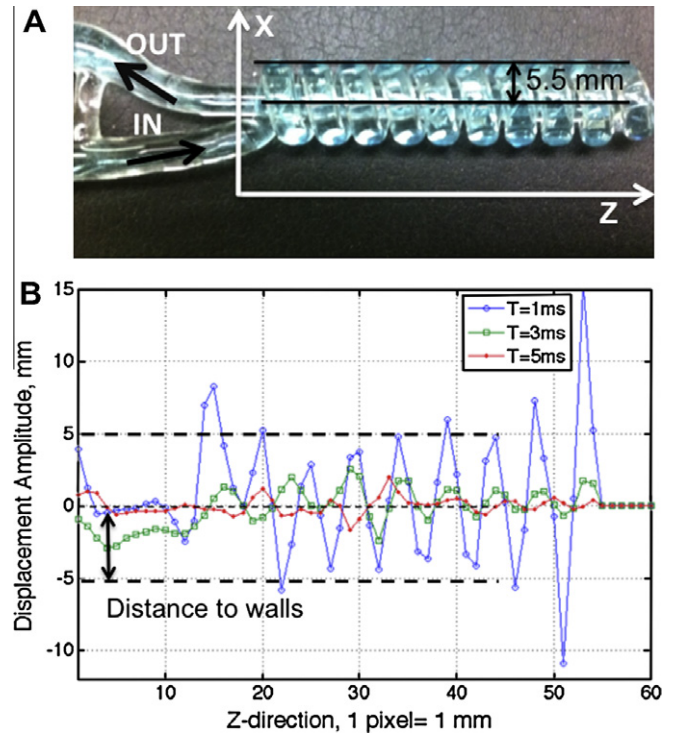 A
OUT
X
5.5 mm
IN
Z
B
Displacement Amplitude, mm
15
10
5
0
-5
-10
T=1ms
T=3ms
T=5ms
Distance to walls
10 20 30 40 50 60
Z-direction, 1 pixel= 1 mm